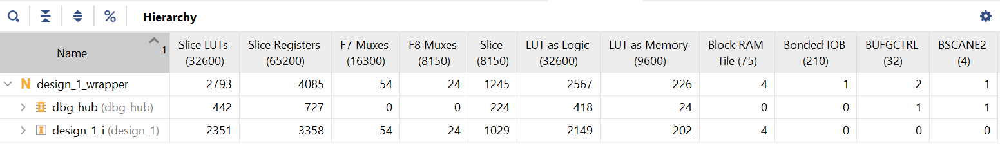 Hierarchy
Name 1 Slice LUTs (32600) Slice Registers (65200) F7 Muxes (16300) F8 Muxes (8150) Slice (8150) LUT as Logic (32600) LUT as Memory (9600) Block RAM Tile (75) Bonded IOB (210) BUFGCTRL (32) BSCANE2 (4)
N design_1_wrapper 2793 4085 54 24 1245 2567 226 4 1 2 1
I dbg_hub (dbg_hub) 442 727 0 0 224 418 24 0 0 1 1
I design_1_i (design_1) 2351 3358 54 24 1029 2149 202 4 0 0 0